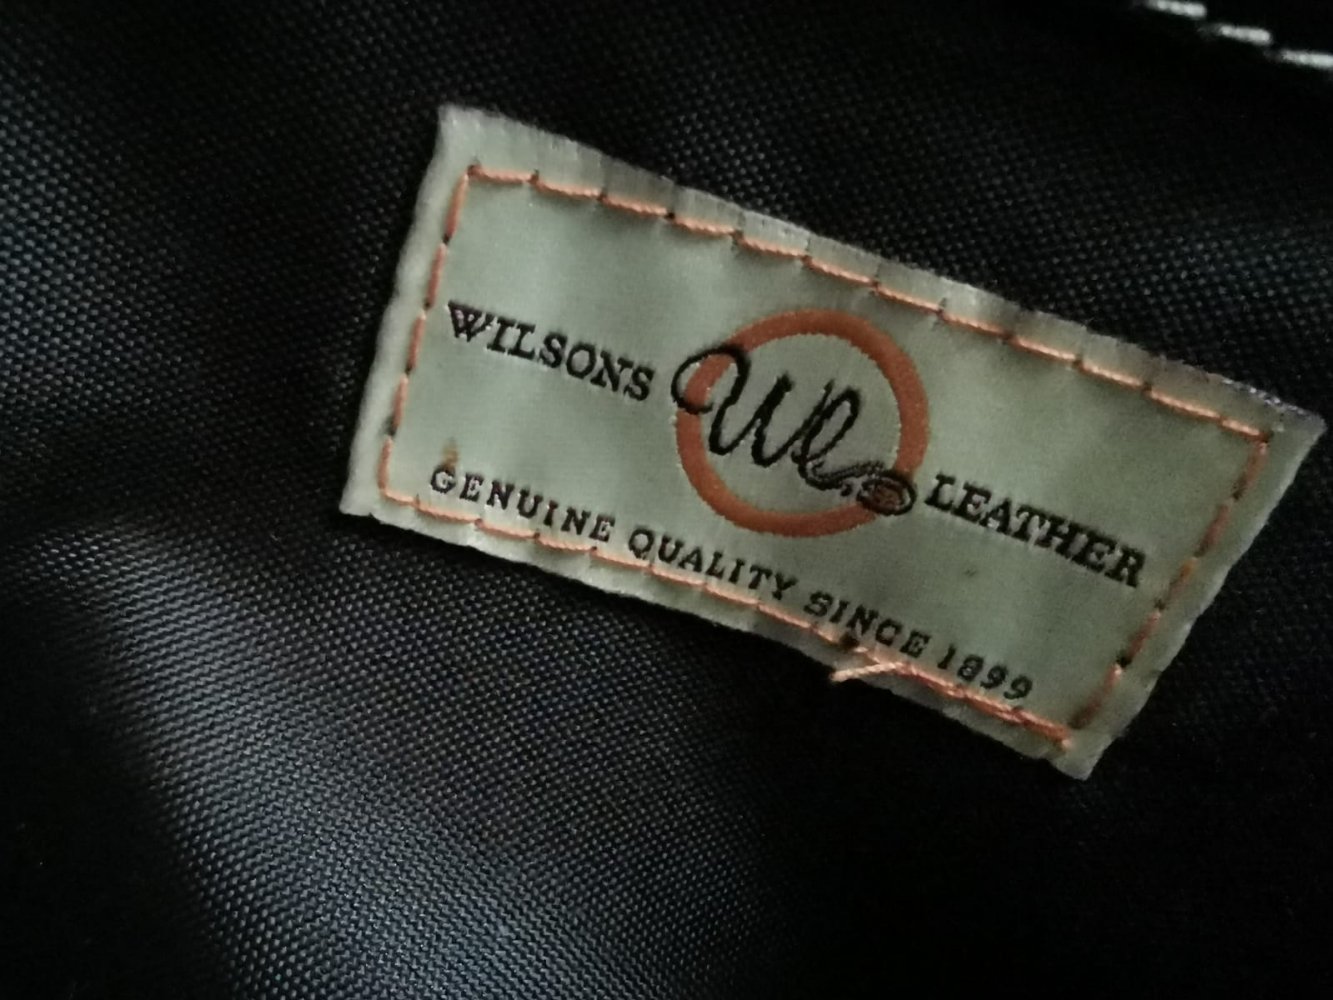 WILSONS WL LEATHER
GENUINE QUALITY SINCE 1899